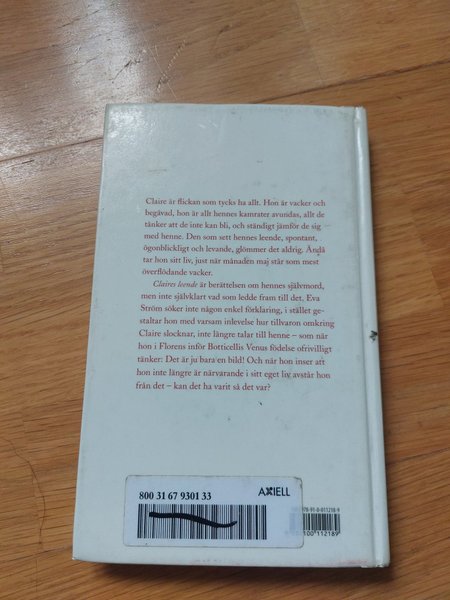 Claire är flickan som tycks ha allt. Hon är vacker och
begåvad, hon är allt hennes kamrater avundas, allt de
tänker att de inte kan bli, och ständigt jämför de sig
med henne. Den som sett hennes leende, spontant,
ögonblickligt och levande, glömmer det aldrig. Ändå
tar hon sitt liv, just när månaden maj står som mest
överflödande vacker.
Claires leende är berättelsen om hennes självmord,
men inte självklart vad som ledde fram till det. Eva
Ström söker inte någon enkel förklaring, i stället ge-
staltar hon med varsam inlevelse hur tillvaron omkring
Claire slocknar, inte längre talar till henne – som när
hon i Florens inför Botticellis Venus födelse ofrivilligt
tänker: Det är ju bara en bild! Och när hon inser att
hon inte längre är närvarande i sitt eget liv avstår hon
från det – kan det ha varit så det var?
800 31 67 9301 33
AXIELL
978-91-0-011218-9
100"112189